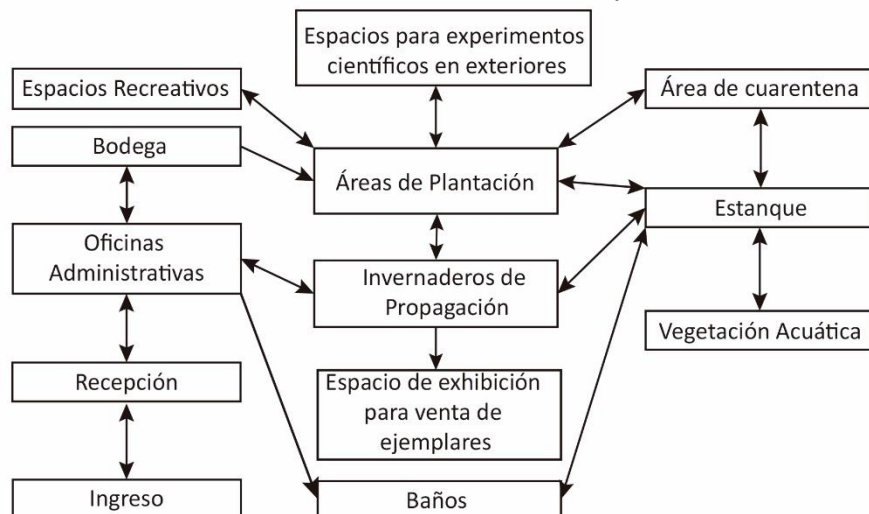 Espacios para experimentos
científicos en exteriores
Espacios Recreativos
Área de cuarentena
Bodega
Áreas de Plantación
Estanque
Oficinas
Administrativas
Invernaderos de
Propagación
Vegetación Acuática
Recepción
Espacio de exhibición
para venta de
ejemplares
Ingreso
Baños